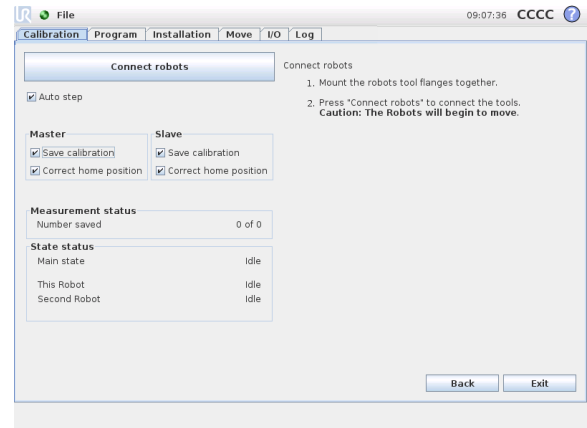 UR File 09:07:36 CCCC ?
Calibration Program Installation Move I/O Log
Connect robots
Auto step
Master
Save calibration
Correct home position
Slave
Save calibration
Correct home position
Measurement status
Number saved 0 of 0
State status
Main state Idle
This Robot Idle
Second Robot Idle
Connect robots
1. Mount the robots tool flanges together.
2. Press "Connect robots" to connect the tools.
Caution: The Robots will begin to move.
Back Exit